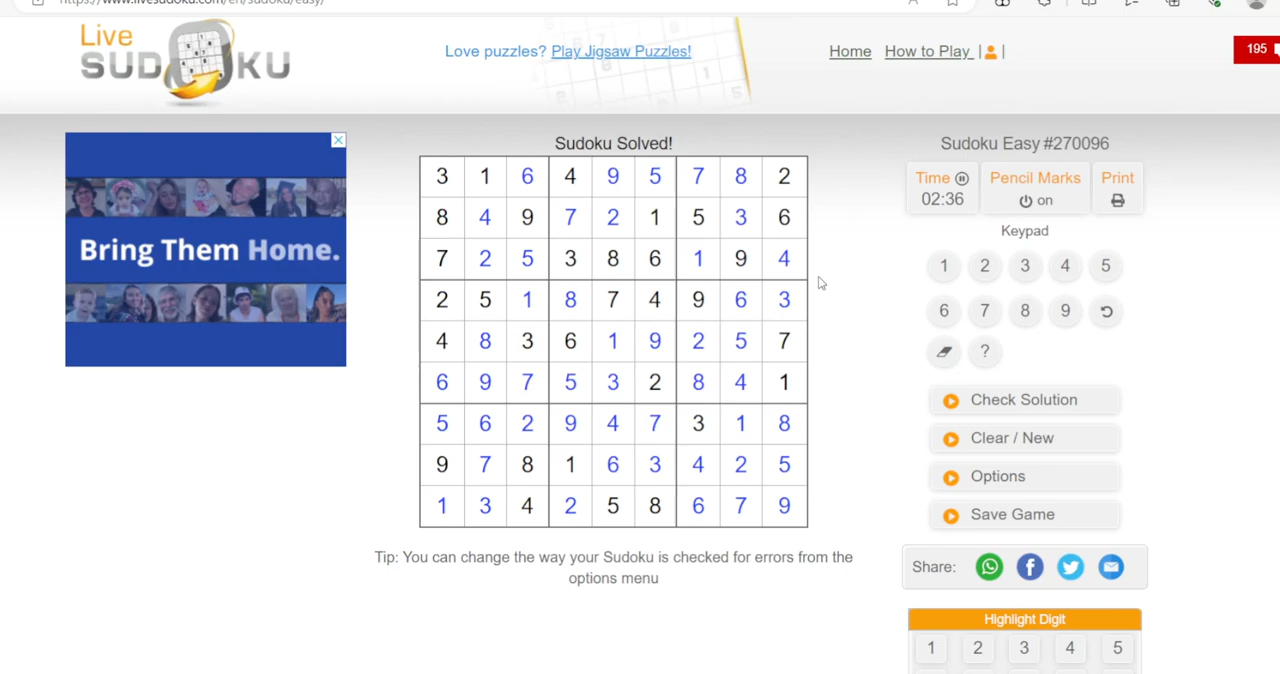 https://www.livesudoku.com/en/sudoku/easy/
Live
SUDOKU
Love puzzles? Play Jigsaw Puzzles!
Home How to Play | |
195
Bring Them Home.
Sudoku Solved!
3 1 6 4 9 5 7 8 2
8 4 9 7 2 1 5 3 6
7 2 5 3 8 6 1 9 4
2 5 1 8 7 4 9 6 3
4 8 3 6 1 9 2 5 7
6 9 7 5 3 2 8 4 1
5 6 2 9 4 7 3 1 8
9 7 8 1 6 3 4 2 5
1 3 4 2 5 8 6 7 9
Tip: You can change the way your Sudoku is checked for errors from the
options menu
Sudoku Easy #270096
Time Pencil Marks Print
02:36 on
Keypad
1 2 3 4 5
6 7 8 9
?
Check Solution
Clear / New
Options
Save Game
Share:
Highlight Digit
1 2 3 4 5